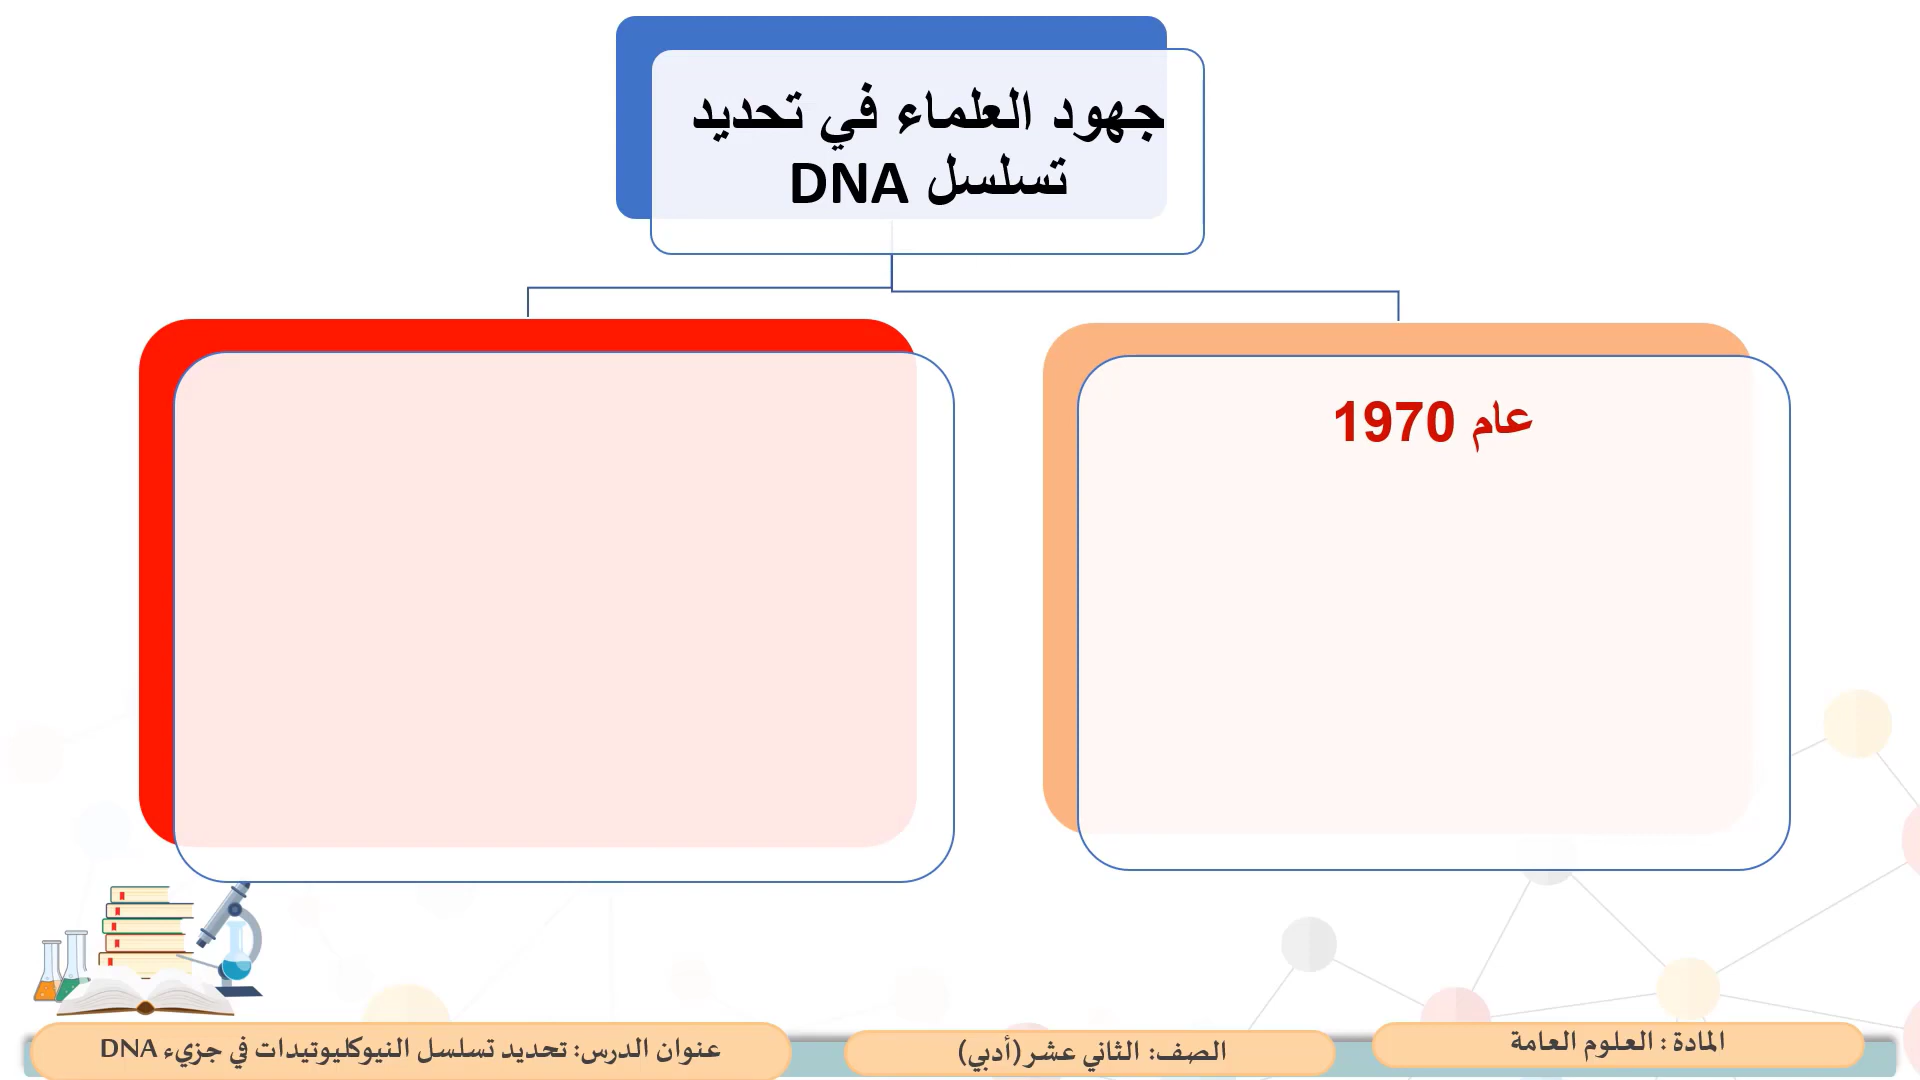 جهود العلماء في تحديد
تسلسل DNA
عام 1970
المادة : العلوم العامة
الصف: الثاني عشر (أدبي)
عنوان الدرس: تحديد تسلسل النيوكليوتيدات في جزيء DNA